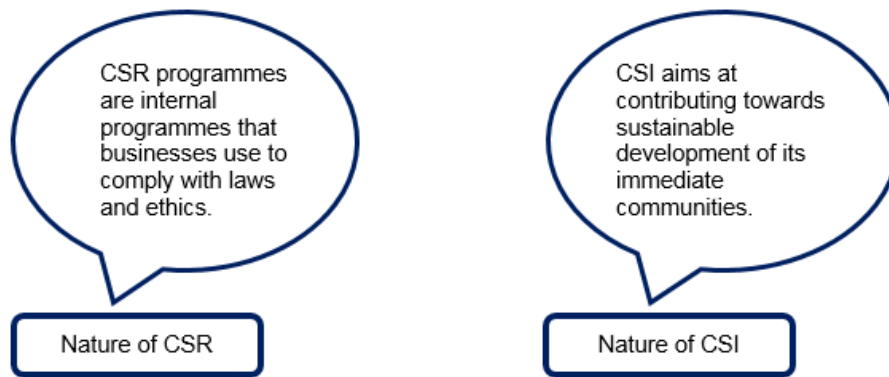 CSR programmes
are internal
programmes that
businesses use to
comply with laws
and ethics.
Nature of CSR
CSI aims at
contributing towards
sustainable
development of its
immediate
communities.
Nature of CSI